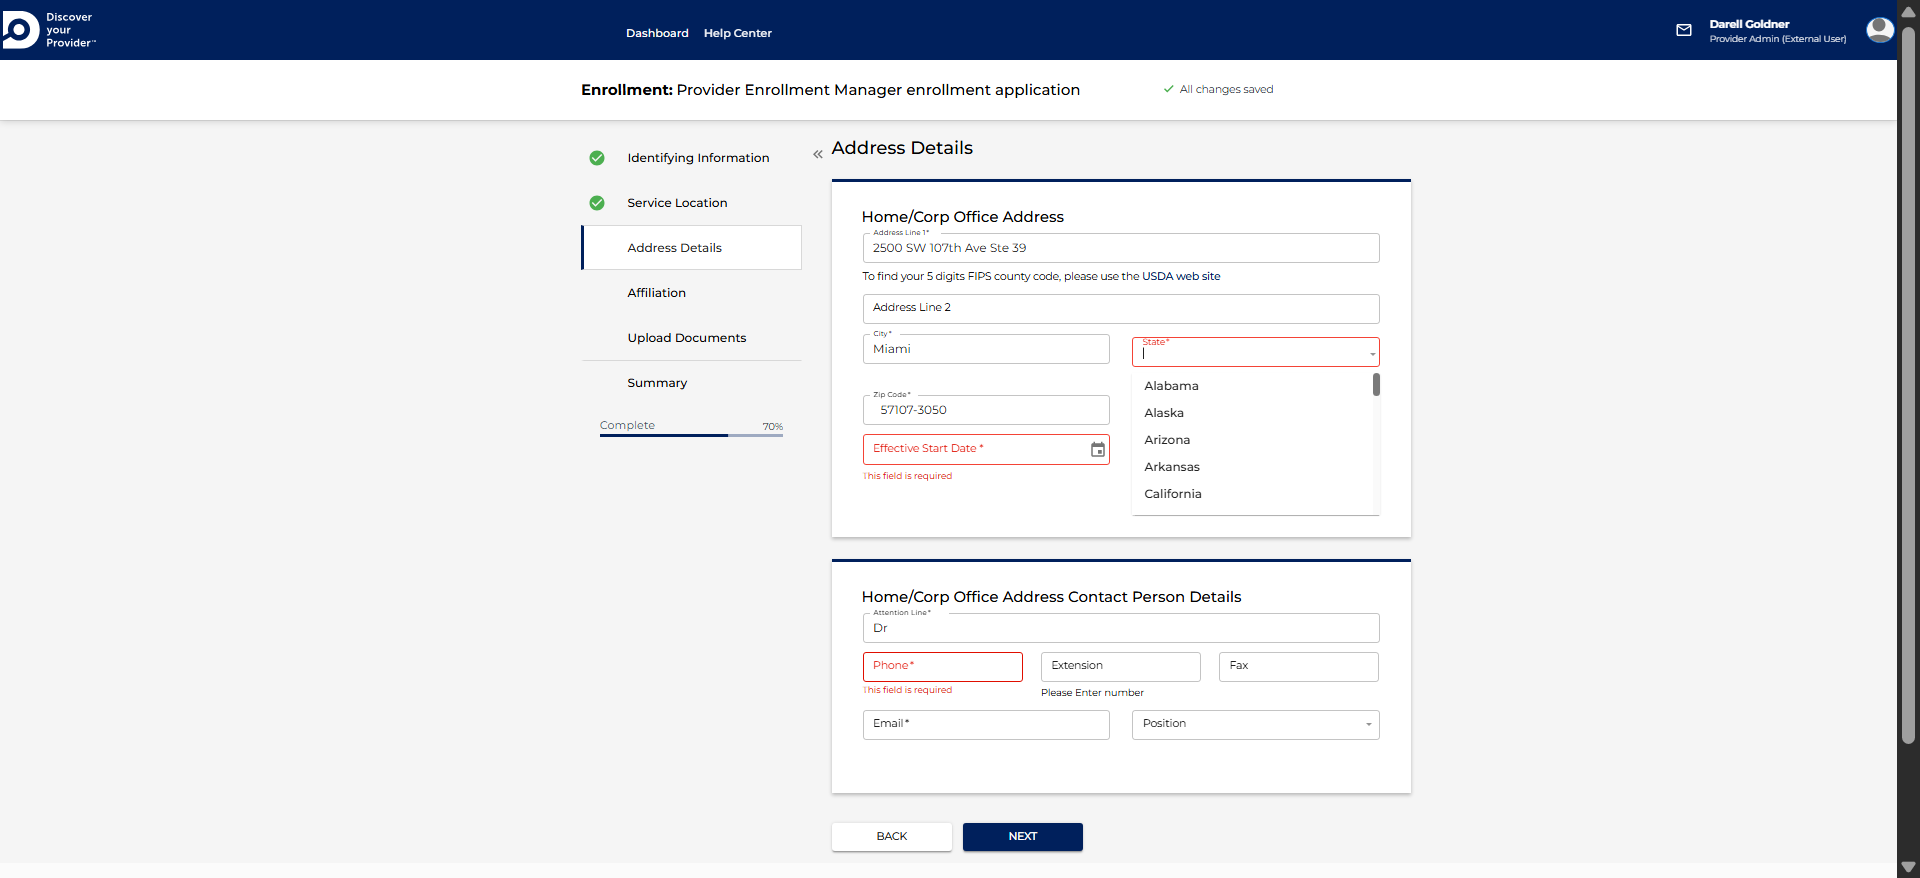 Discover
your
Provider™
Dashboard
Help Center
Darell Goldner
Provider Admin (External User)
Enrollment: Provider Enrollment Manager enrollment application
All changes saved
Identifying Information
Service Location
Address Details
Affiliation
Upload Documents
Summary
Complete
70%
« Address Details
Home/Corp Office Address
Address Line 1*
2500 SW 107th Ave Ste 39
To find your 5 digits FIPS county code, please use the USDA web site
Address Line 2
City*
Miami
State*
Alabama
Alaska
Arizona
Arkansas
California
Zip Code*
57107-3050
Effective Start Date *
This field is required
Home/Corp Office Address Contact Person Details
Attention Line*
Dr
Phone*
This field is required
Extension
Please Enter number
Fax
Email*
Position
BACK
NEXT